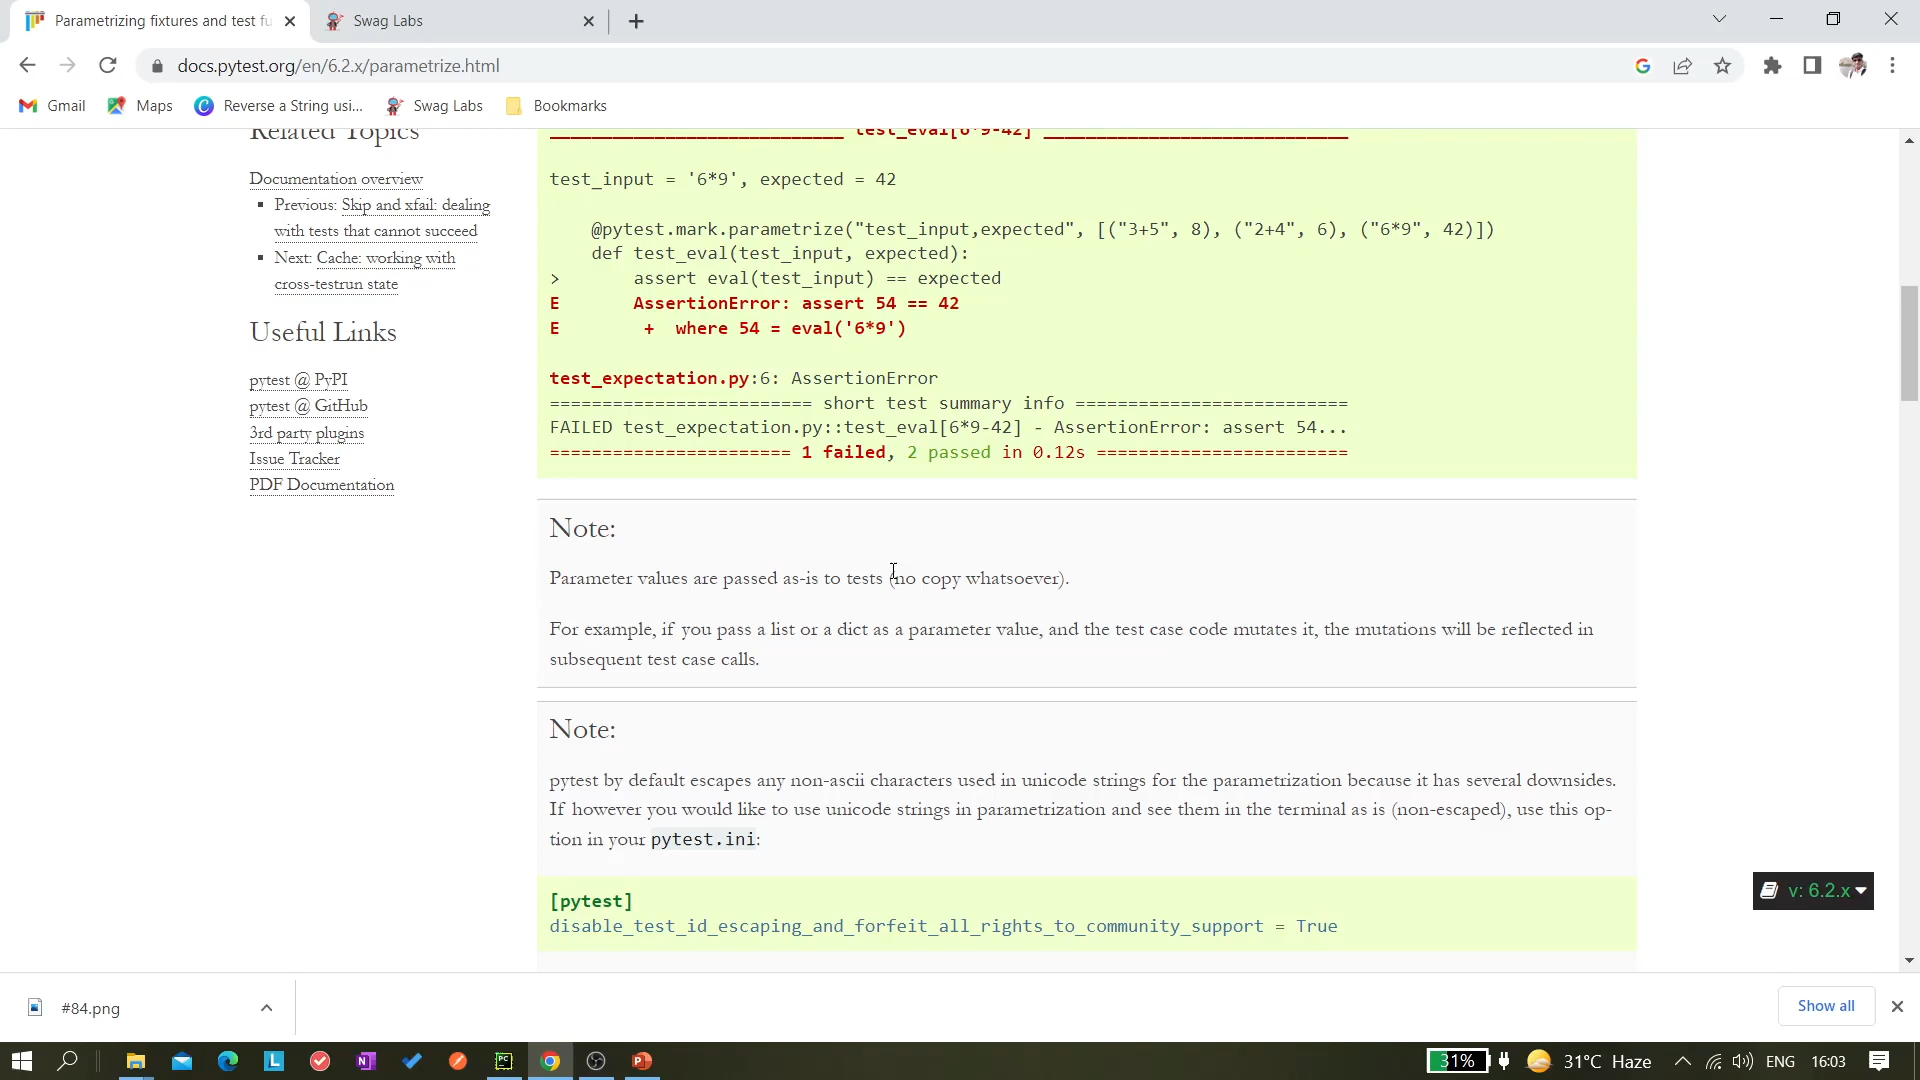 Parametrizing fixtures and test fu
Swag Labs
docs.pytest.org/en/6.2.x/parametrize.html
Gmail
Maps
Reverse a String usi...
Swag Labs
Bookmarks
Related Topics
Documentation overview
Previous: Skip and xfail: dealing
with tests that cannot succeed
Next: Cache: working with
cross-testrun state
Useful Links
pytest @ PyPI
pytest @ GitHub
3rd party plugins
Issue Tracker
PDF Documentation
____________________________ test_eval[6*9-42] _____________________________
test_input = '6*9', expected = 42
@pytest.mark.parametrize("test_input,expected", [("3+5", 8), ("2+4", 6), ("6*9", 42)])
def test_eval(test_input, expected):
>       assert eval(test_input) == expected
E       AssertionError: assert 54 == 42
E        +  where 54 = eval('6*9')
test_expectation.py:6: AssertionError
========================= short test summary info ==========================
FAILED test_expectation.py::test_eval[6*9-42] - AssertionError: assert 54...
======================= 1 failed, 2 passed in 0.12s ========================
Note:
Parameter values are passed as-is to tests (no copy whatsoever).
For example, if you pass a list or a dict as a parameter value, and the test case code mutates it, the mutations will be reflected in
subsequent test case calls.
Note:
pytest by default escapes any non-ascii characters used in unicode strings for the parametrization because it has several downsides.
If however you would like to use unicode strings in parametrization and see them in the terminal as is (non-escaped), use this op-
tion in your pytest.ini:
[pytest]
disable_test_id_escaping_and_forfeit_all_rights_to_community_support = True
v: 6.2.x
#84.png
Show all
31%
31°C Haze
ENG
16:03